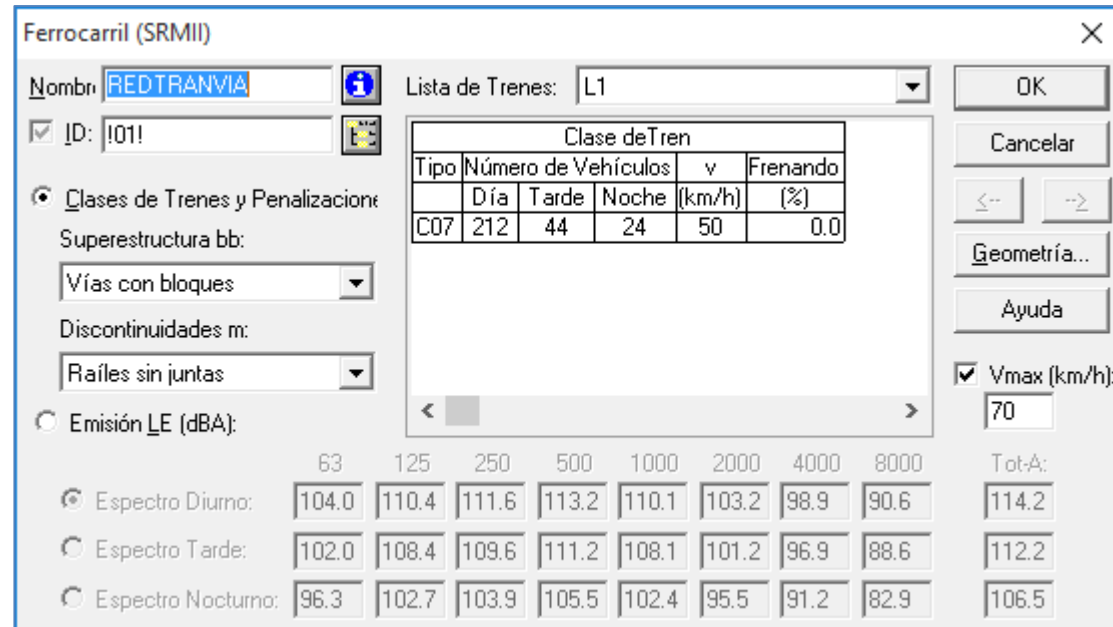 Ferrocarril (SRMII)
Nombr REDTRANVIA
Lista de Trenes: L1
OK
ID: !01!
Cancelar
Clase deTren
Tipo Número de Vehículos v Frenando
Día Tarde Noche (km/h) (%)
C07 212 44 24 50 0.0
<-- -->
Clases de Trenes y Penalizacione
Superestructura bb:
Vías con bloques
Geometría...
Ayuda
Discontinuidades m:
Raíles sin juntas
Vmax (km/h):
70
Emisión LE (dBA):
63 125 250 500 1000 2000 4000 8000 Tot-A:
Espectro Diurno: 104.0 110.4 111.6 113.2 110.1 103.2 98.9 90.6 114.2
Espectro Tarde: 102.0 108.4 109.6 111.2 108.1 101.2 96.9 88.6 112.2
Espectro Nocturno: 96.3 102.7 103.9 105.5 102.4 95.5 91.2 82.9 106.5